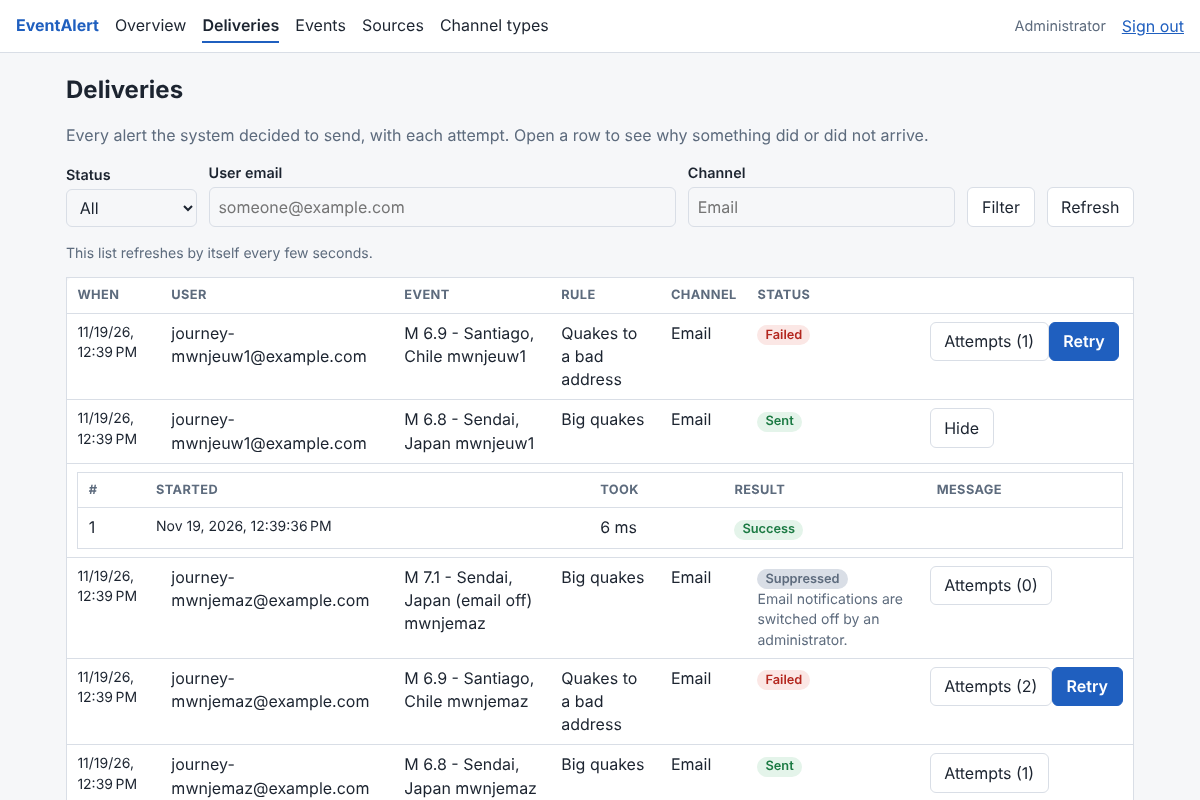 EventAlert Overview Deliveries Events Sources Channel types Administrator Sign out
Deliveries
Every alert the system decided to send, with each attempt. Open a row to see why something did or did not arrive.
Status User email Channel
All someone@example.com Email Filter Refresh
This list refreshes by itself every few seconds.
WHEN USER EVENT RULE CHANNEL STATUS
11/19/26, journey- M 6.9 - Santiago, Quakes to Email Failed Attempts (1) Retry
12:39 PM mwnjeuw1@example.com Chile mwnjeuw1 a bad
address
11/19/26, journey- M 6.8 - Sendai, Big quakes Email Sent Hide
12:39 PM mwnjeuw1@example.com Japan mwnjeuw1
# STARTED TOOK RESULT MESSAGE
1 Nov 19, 2026, 12:39:36 PM 6 ms Success
11/19/26, journey- M 7.1 - Sendai, Big quakes Email Suppressed Attempts (0)
12:39 PM mwnjemaz@example.com Japan (email off) Email notifications are
mwnjemaz switched off by an
administrator.
11/19/26, journey- M 6.9 - Santiago, Quakes to Email Failed Attempts (2) Retry
12:39 PM mwnjemaz@example.com Chile mwnjemaz a bad
address
11/19/26, journey- M 6.8 - Sendai, Big quakes Email Sent Attempts (1)
12:39 PM mwnjemaz@example.com Japan mwnjemaz